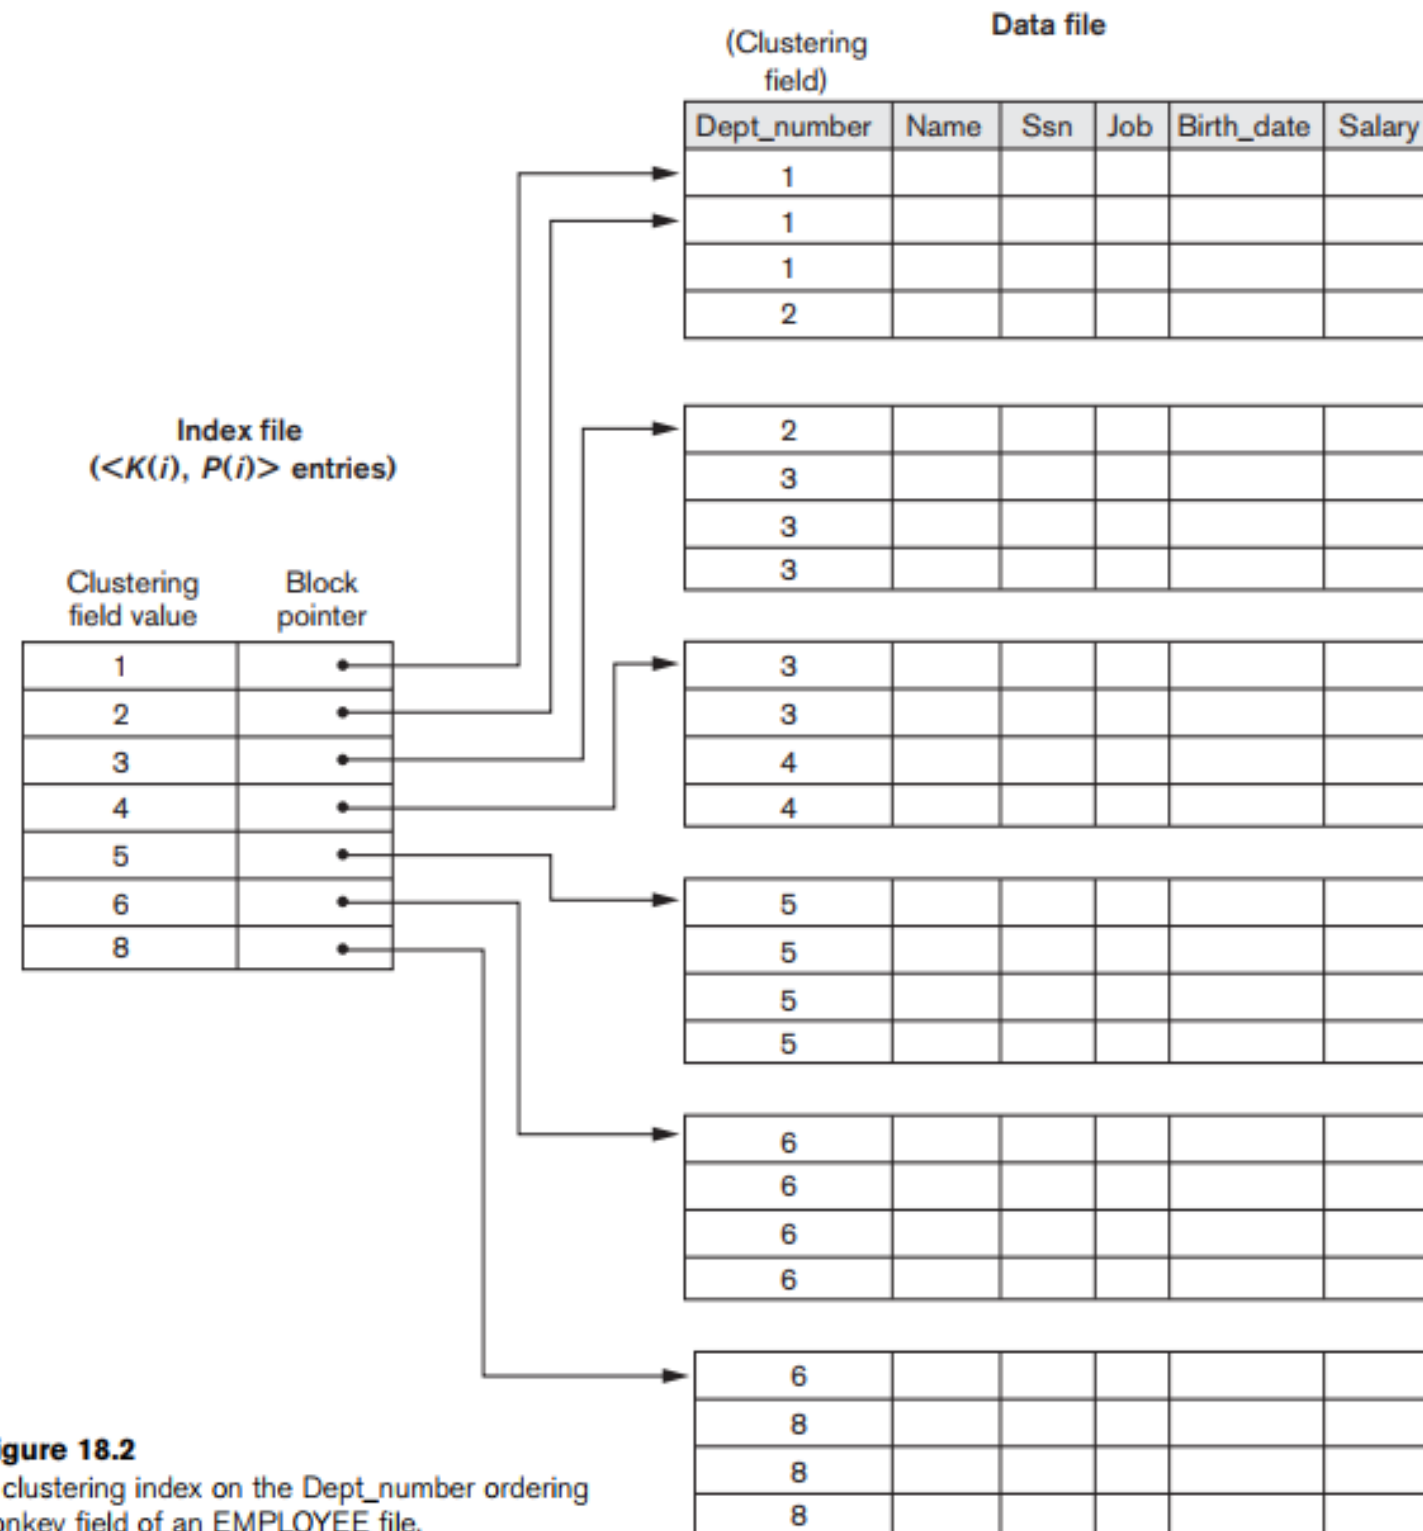 Data file
(Clustering
field)
Dept_number Name Ssn Job Birth_date Salary
1
1
1
2
2
3
3
3
3
3
4
4
5
5
5
5
6
6
6
6
6
8
8
8
Index file
(<K(i), P(i)> entries)
Clustering
field value
Block
pointer
1
2
3
4
5
6
8
igure 18.2
clustering index on the Dept_number ordering
onkey field of an EMPLOYEE file.